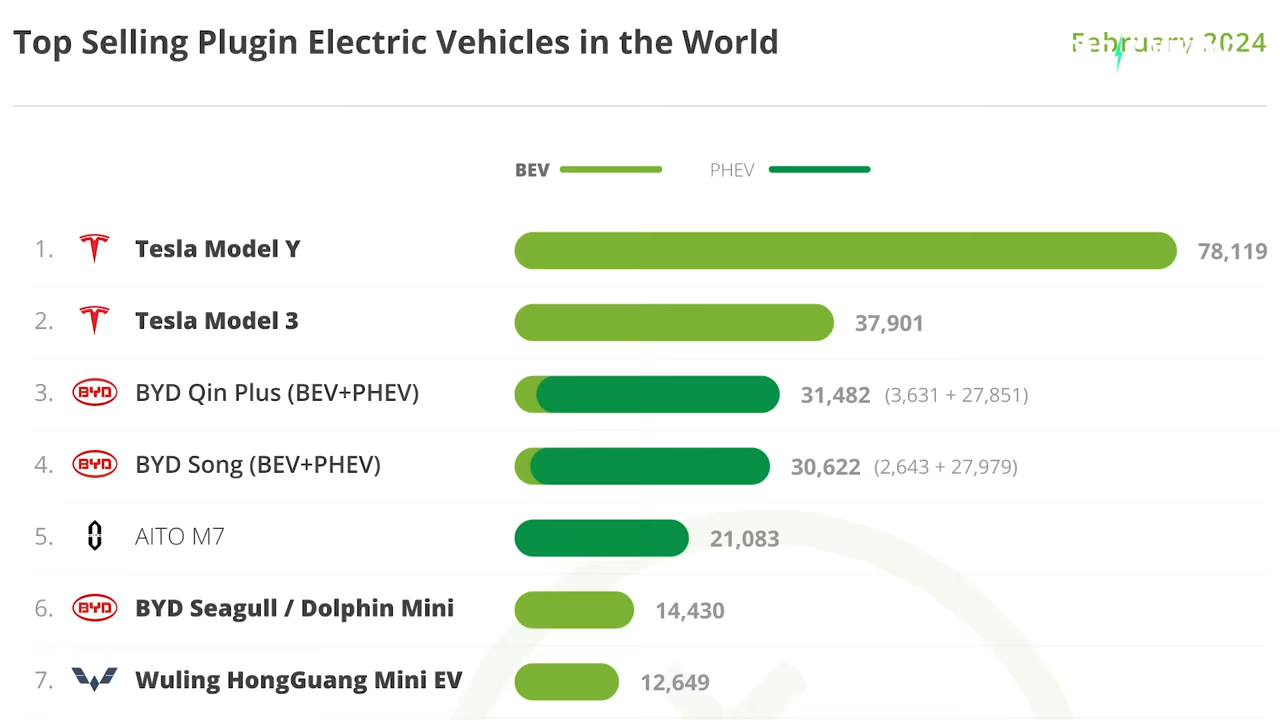 Top Selling Plugin Electric Vehicles in the World
February 2024
BEV PHEV
1. Tesla Model Y 78,119
2. Tesla Model 3 37,901
3. BYD BYD Qin Plus (BEV+PHEV) 31,482 (3,631 + 27,851)
4. BYD BYD Song (BEV+PHEV) 30,622 (2,643 + 27,979)
5. AITO M7 21,083
6. BYD BYD Seagull / Dolphin Mini 14,430
7. Wuling HongGuang Mini EV 12,649